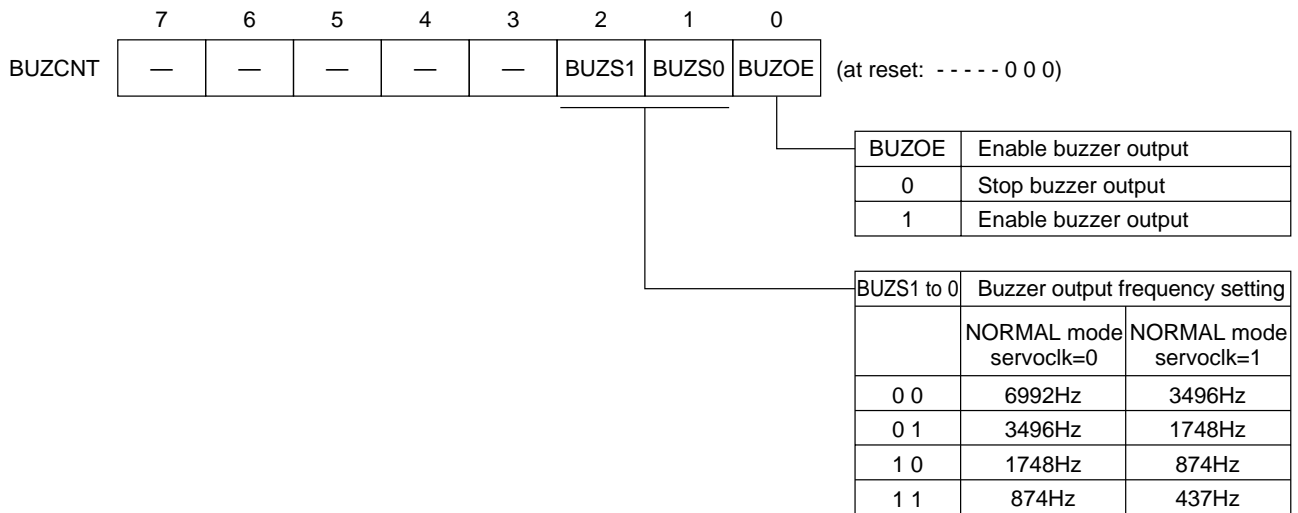 7 6 5 4 3 2 1 0
BUZCNT — — — — — BUZS1 BUZS0 BUZOE (at reset: - - - - - 0 0 0)
BUZOE Enable buzzer output
0 Stop buzzer output
1 Enable buzzer output
BUZS1 to 0 Buzzer output frequency setting
NORMAL mode NORMAL mode
servoclk=0 servoclk=1
0 0 6992Hz 3496Hz
0 1 3496Hz 1748Hz
1 0 1748Hz 874Hz
1 1 874Hz 437Hz